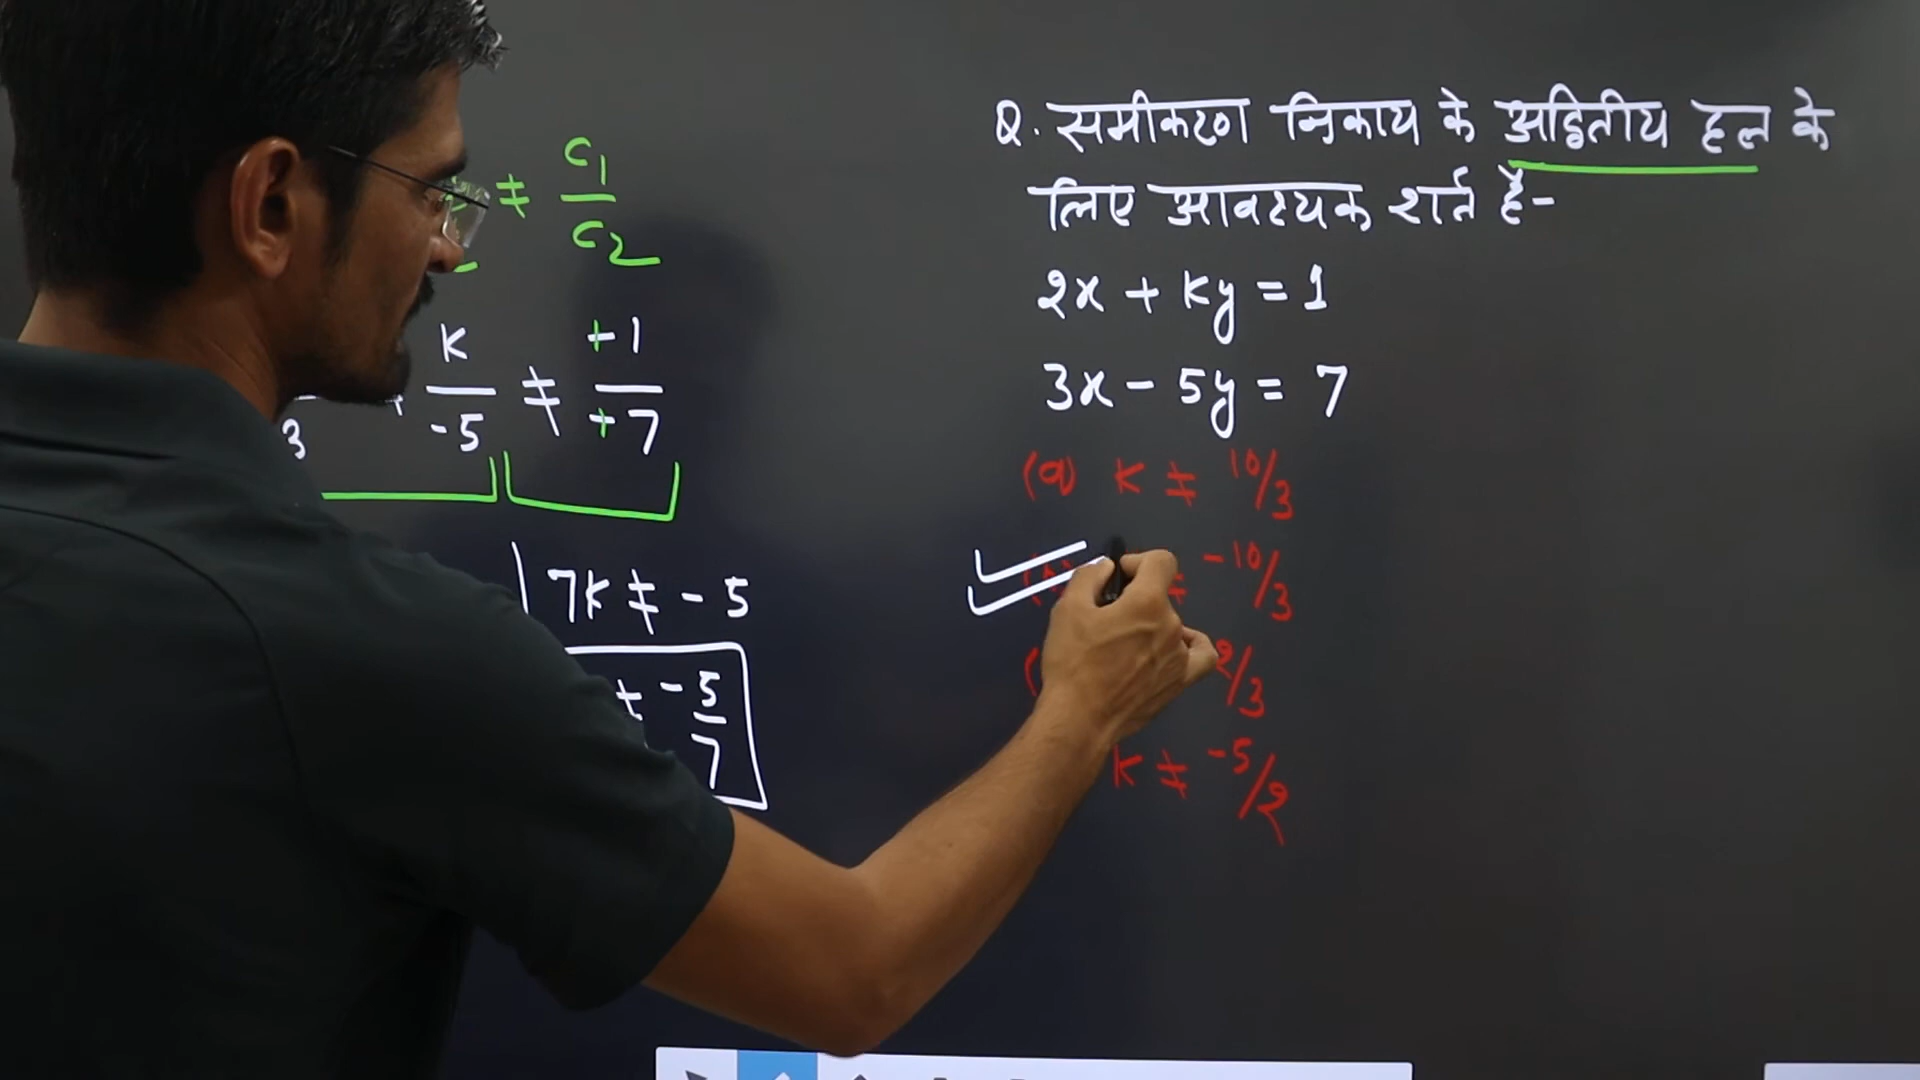 ≠ c1/c2
3 k/-5 ≠ +1/+7
7k ≠ -5
≠ -5/7
Q. समीकरण निकाय के अद्वितीय हल के
लिए आवश्यक शर्त है-
2x + ky = 1
3x - 5y = 7
(a) k ≠ 10/3
≠ -10/3
2/3
k ≠ -5/2